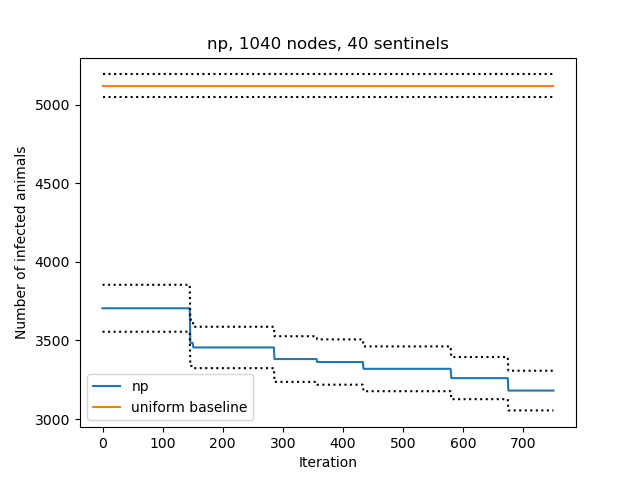 np, 1040 nodes, 40 sentinels
Number of infected animals
5000
4500
4000
3500
3000
np
uniform baseline
0 100 200 300 400 500 600 700
Iteration